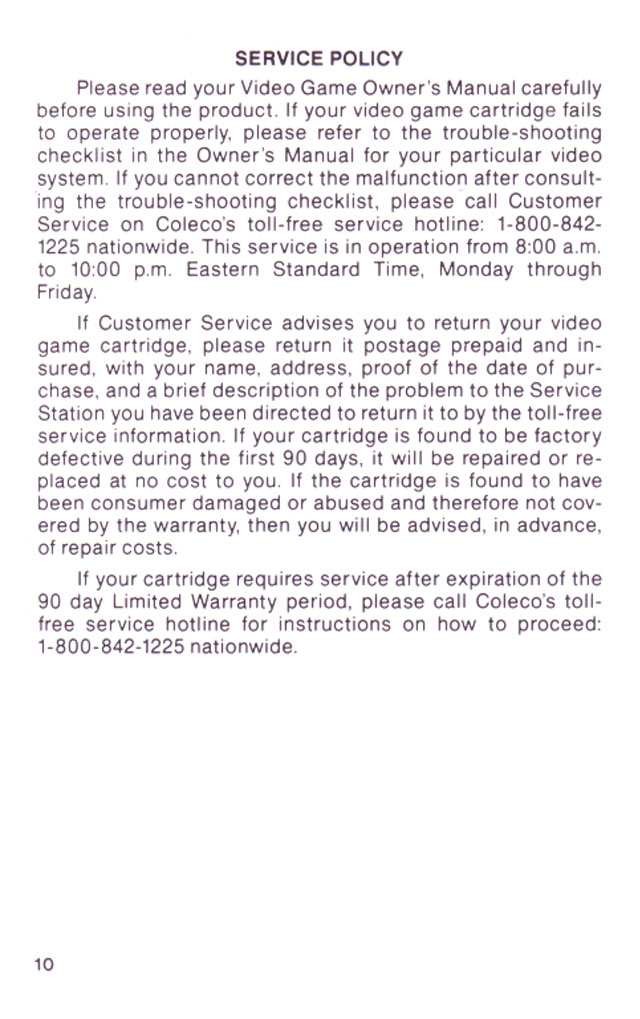 SERVICE POLICY
Please read your Video Game Owner's Manual carefully
before using the product. If your video game cartridge fails
to operate properly, please refer to the trouble-shooting
checklist in the Owner's Manual for your particular video
system. If you cannot correct the malfunction after consult-
ing the trouble-shooting checklist, please call Customer
Service on Coleco's toll-free service hotline: 1-800-842-
1225 nationwide. This service is in operation from 8:00 a.m.
to 10:00 p.m. Eastern Standard Time, Monday through
Friday.
If Customer Service advises you to return your video
game cartridge, please return it postage prepaid and in-
sured, with your name, address, proof of the date of pur-
chase, and a brief description of the problem to the Service
Station you have been directed to return it to by the toll-free
service information. If your cartridge is found to be factory
defective during the first 90 days, it will be repaired or re-
placed at no cost to you. If the cartridge is found to have
been consumer damaged or abused and therefore not cov-
ered by the warranty, then you will be advised, in advance,
of repair costs.
If your cartridge requires service after expiration of the
90 day Limited Warranty period, please call Coleco's toll-
free service hotline for instructions on how to proceed:
1-800-842-1225 nationwide.
10